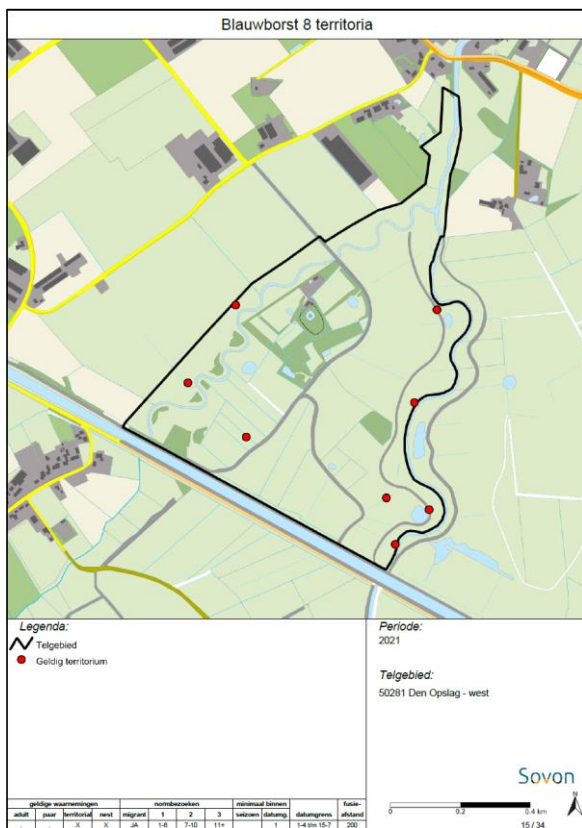 Blauwborst 8 territoria
Legenda:
Telgebied
Geldig territorium
Periode:
2021
Telgebied:
50281 Den Opslag - west
Sovon
N
0 0.2 0.4 km
15 / 34
geldige waarnemingen normbezoeken minimaal binnen fusie-
adult paar territoriaal nest migrant 1 2 3 seizoen datumg. datumgrens afstand
. . X X JA 1-6 7-10 11+ 1 1-4 t/m 15-7 200